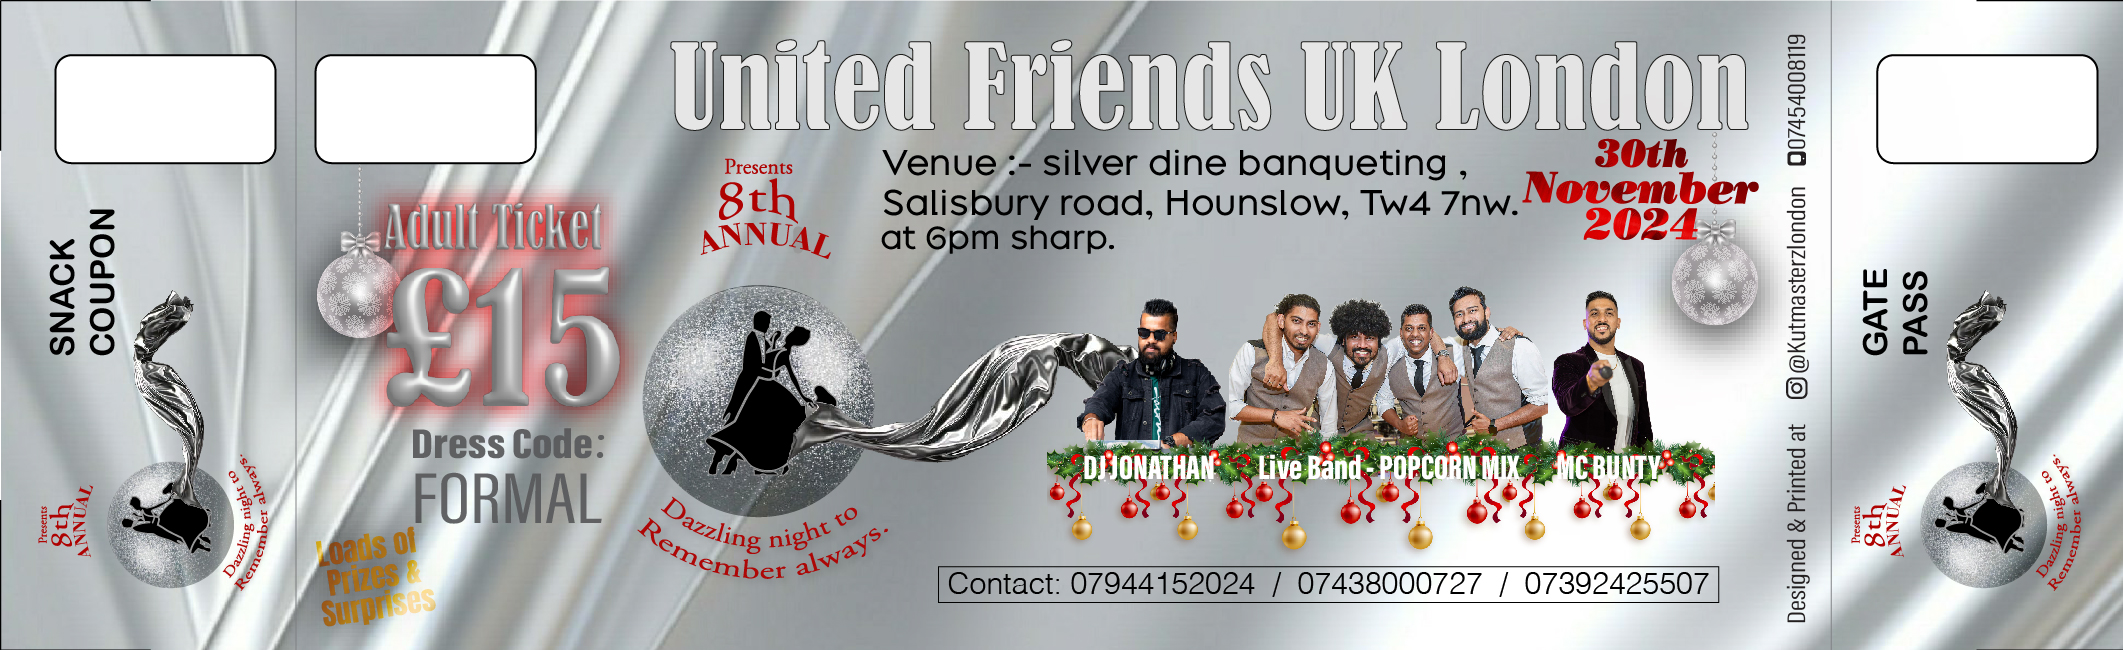 SNACK
COUPON
Presents
8th
ANNUAL
Dazzling night to
Remember always.
Adult Ticket
£15
Dress Code:
FORMAL
Loads of
Prizes &
Surprises
United Friends UK London
Presents
8th
ANNUAL
Venue :- silver dine banqueting ,
Salisbury road, Hounslow, Tw4 7nw.
at 6pm sharp.
30th
November
2024
Dazzling night to
Remember always.
DJ JONATHAN
Live Band - POPCORN MIX
MC BUNTY
Contact: 07944152024 / 07438000727 / 07392425507
Designed & Printed at @Kutmasterzlondon 07454008119
GATE
PASS
Presents
8th
ANNUAL
Dazzling night to
Remember always.